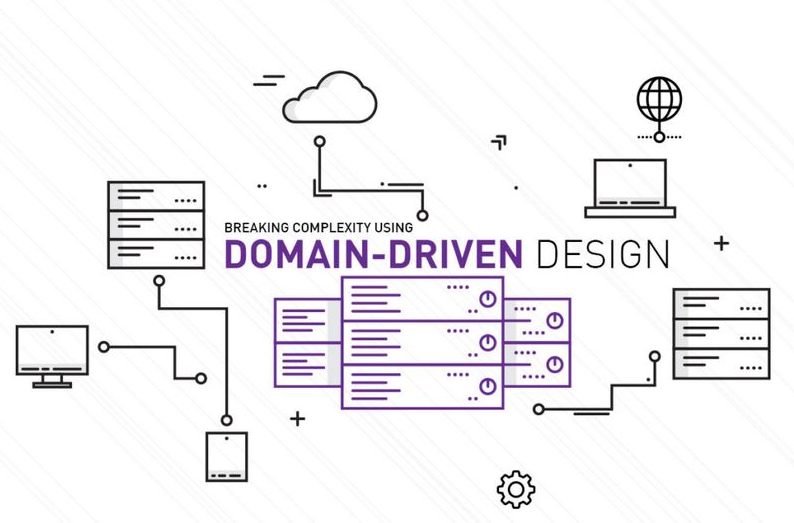 BREAKING COMPLEXITY USING
DOMAIN-DRIVEN DESIGN